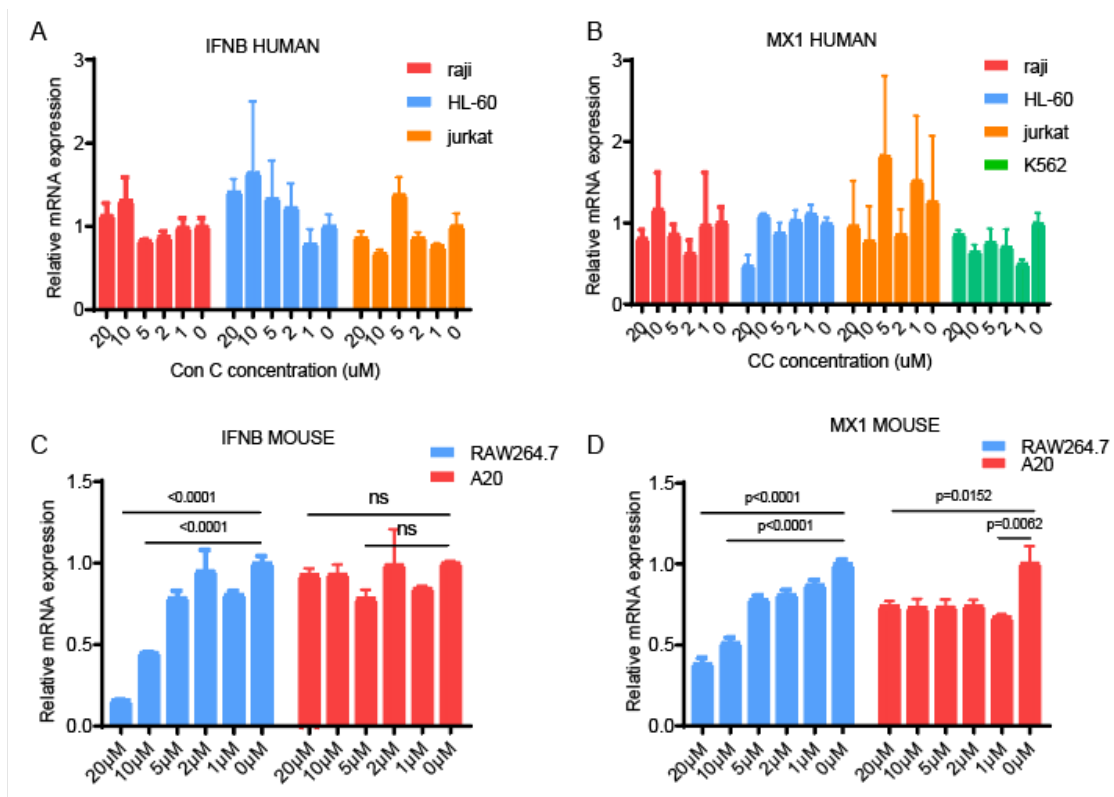 A
IFNB HUMAN
3
2
1
0
Relative mRNA expression
raji
HL-60
jurkat
20
10
5
2
1
0
20
10
5
2
1
0
20
10
5
2
1
0
Con C concentration (uM)
B
MX1 HUMAN
3
2
1
0
Relative mRNA expression
raji
HL-60
jurkat
K562
20
10
5
2
1
0
20
10
5
2
1
0
20
10
5
2
1
0
20
10
5
2
1
0
CC concentration (uM)
C
IFNB MOUSE
RAW264.7
A20
1.5
1.0
0.5
0.0
Relative mRNA expression
<0.0001
<0.0001
ns
ns
20μM
10μM
5μM
2μM
1μM
0μM
20μM
10μM
5μM
2μM
1μM
0μM
D
MX1 MOUSE
RAW264.7
A20
1.5
1.0
0.5
0.0
Relative mRNA expression
p<0.0001
p<0.0001
p=0.0152
p=0.0062
20μM
10μM
5μM
2μM
1μM
0μM
20μM
10μM
5μM
2μM
1μM
0μM